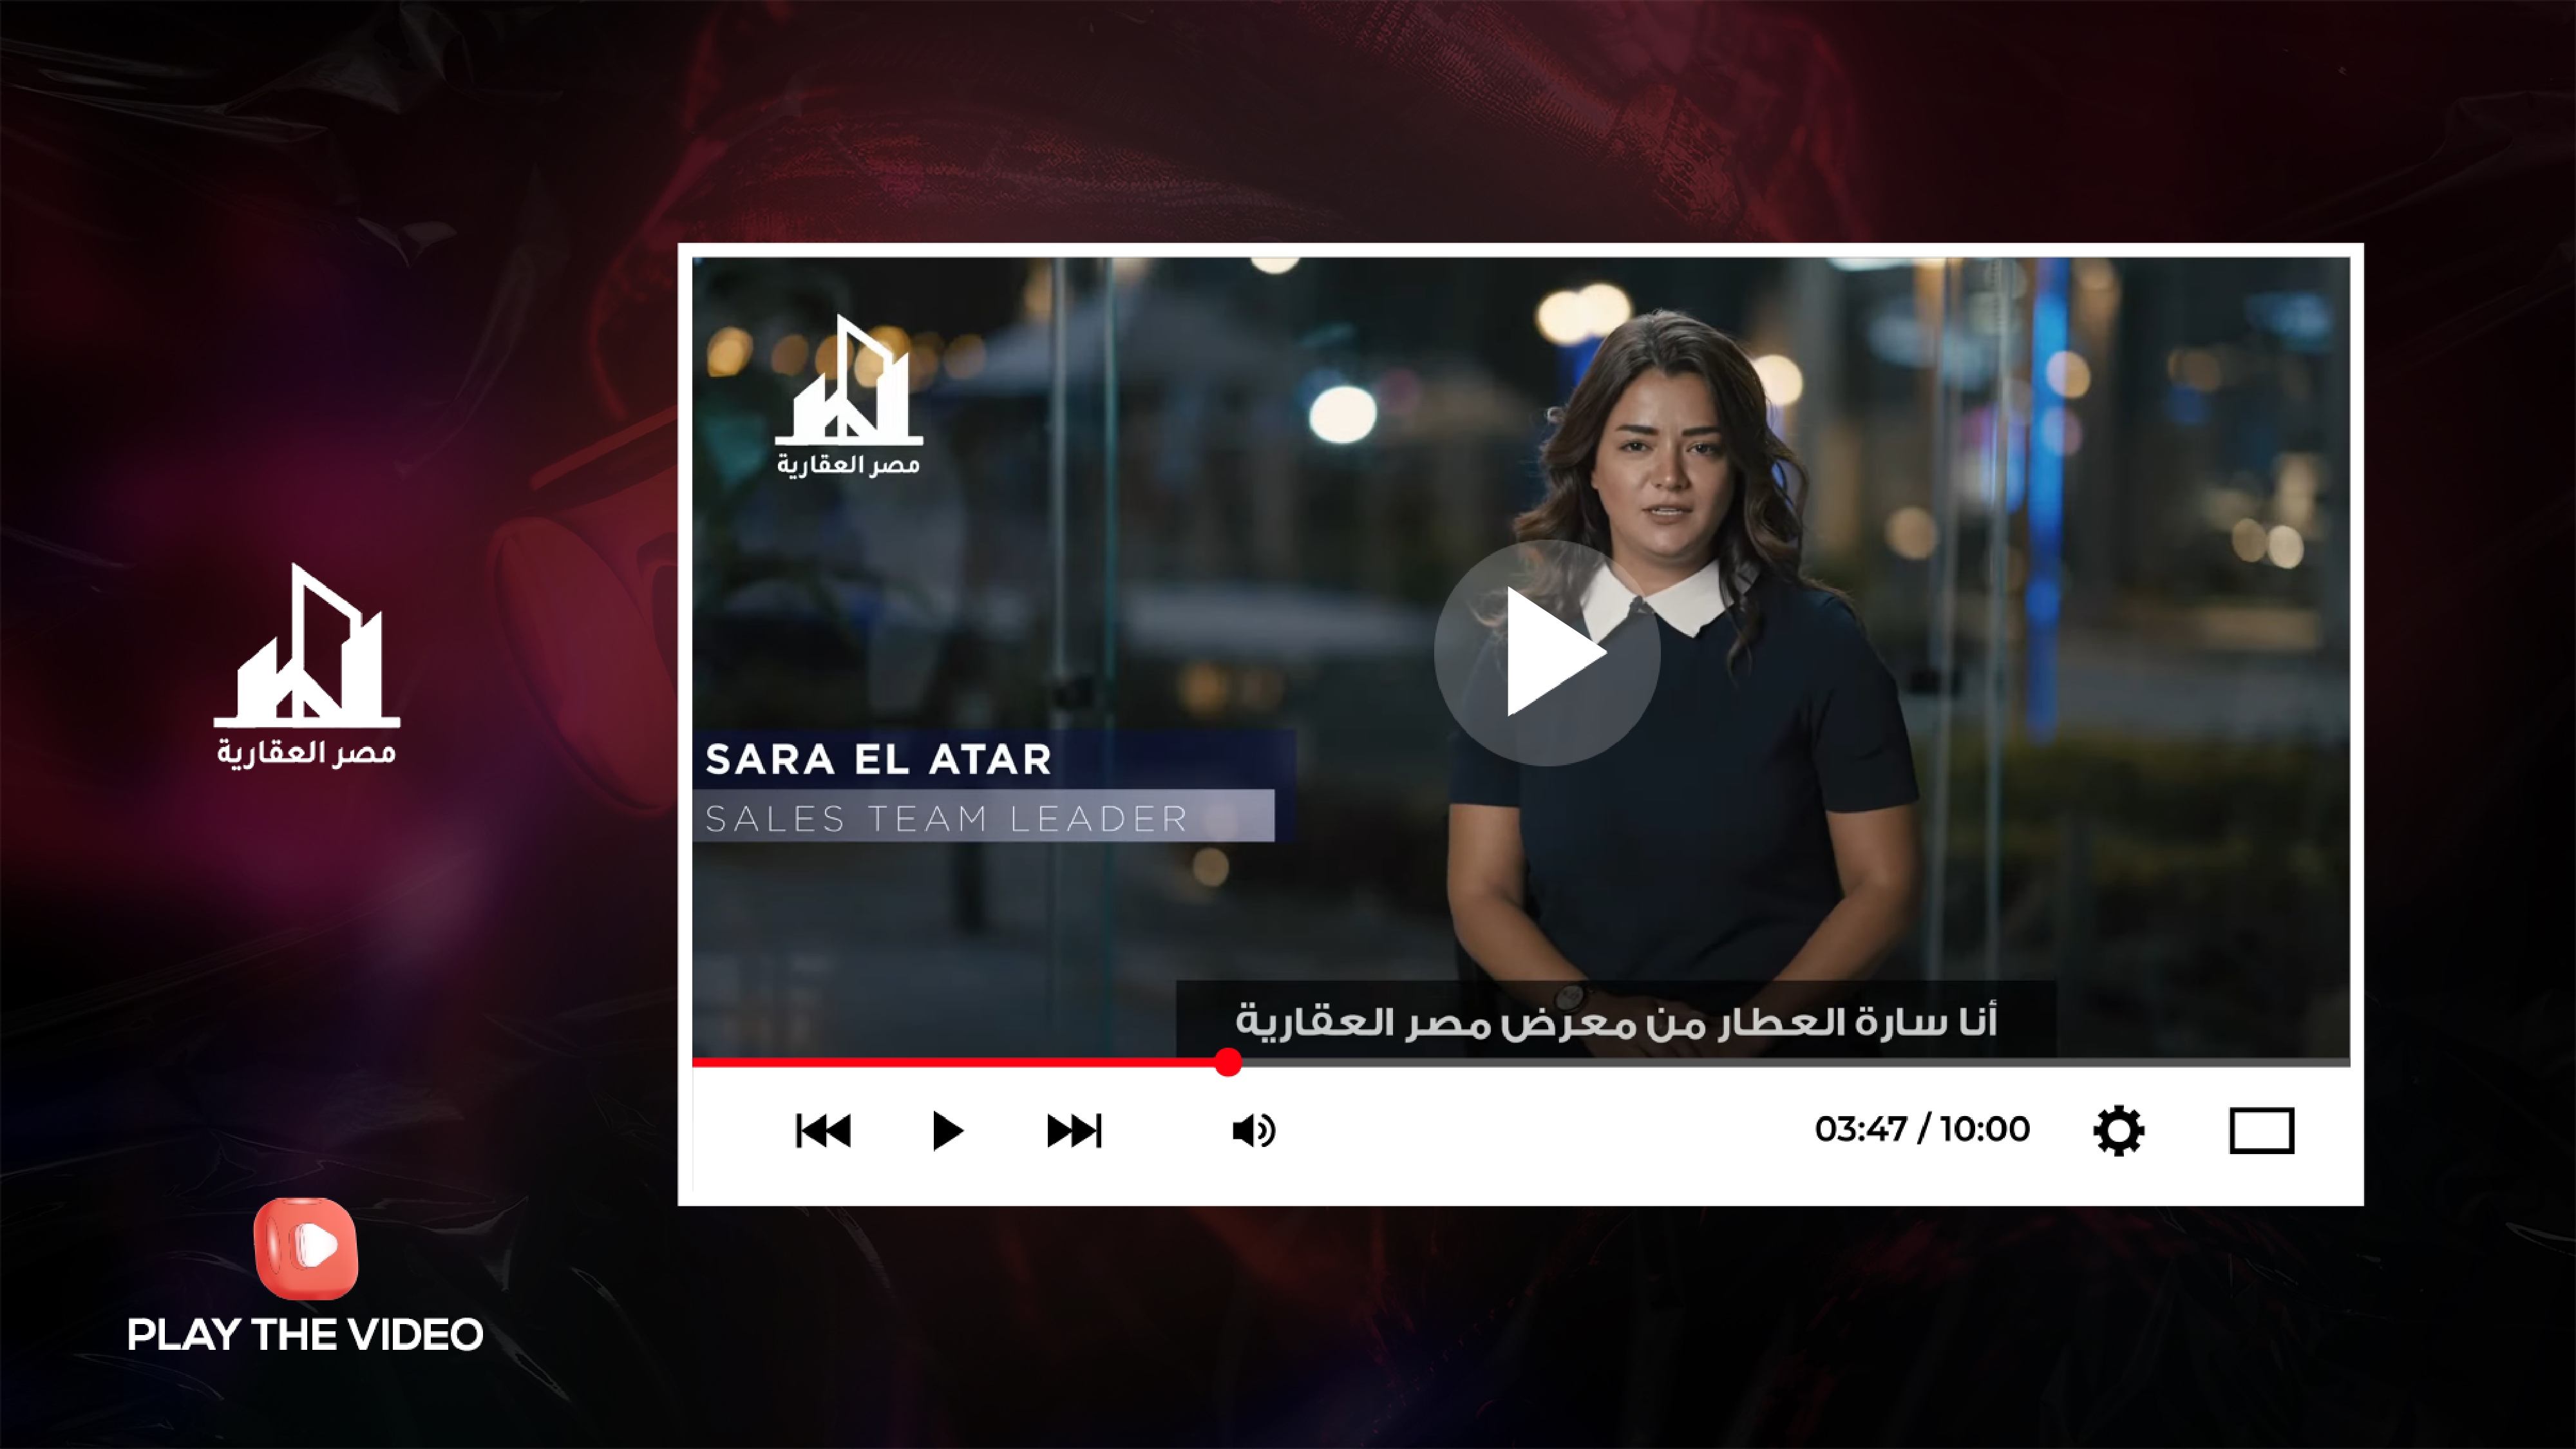 مصر العقارية
مصر العقارية
SARA EL ATAR
SALES TEAM LEADER
أنا سارة العطار من معرض مصر العقارية
03:47 / 10:00
PLAY THE VIDEO